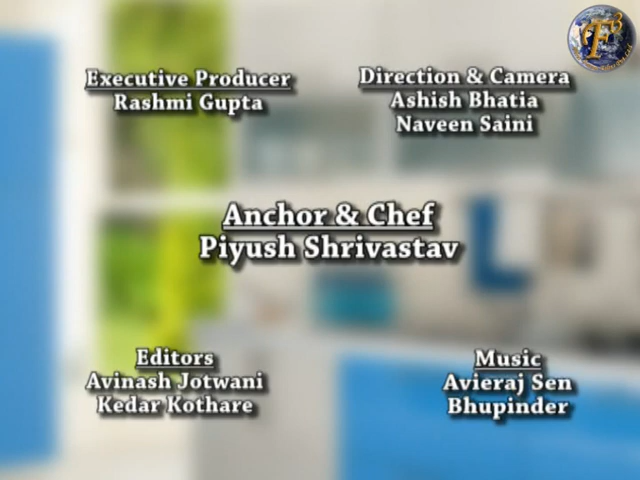 Executive Producer
Rashmi Gupta
Direction & Camera
Ashish Bhatia
Naveen Saini
Anchor & Chef
Piyush Shrivastav
Editors
Avinash Jotwani
Kedar Kothare
Music
Avieraj Sen
Bhupinder